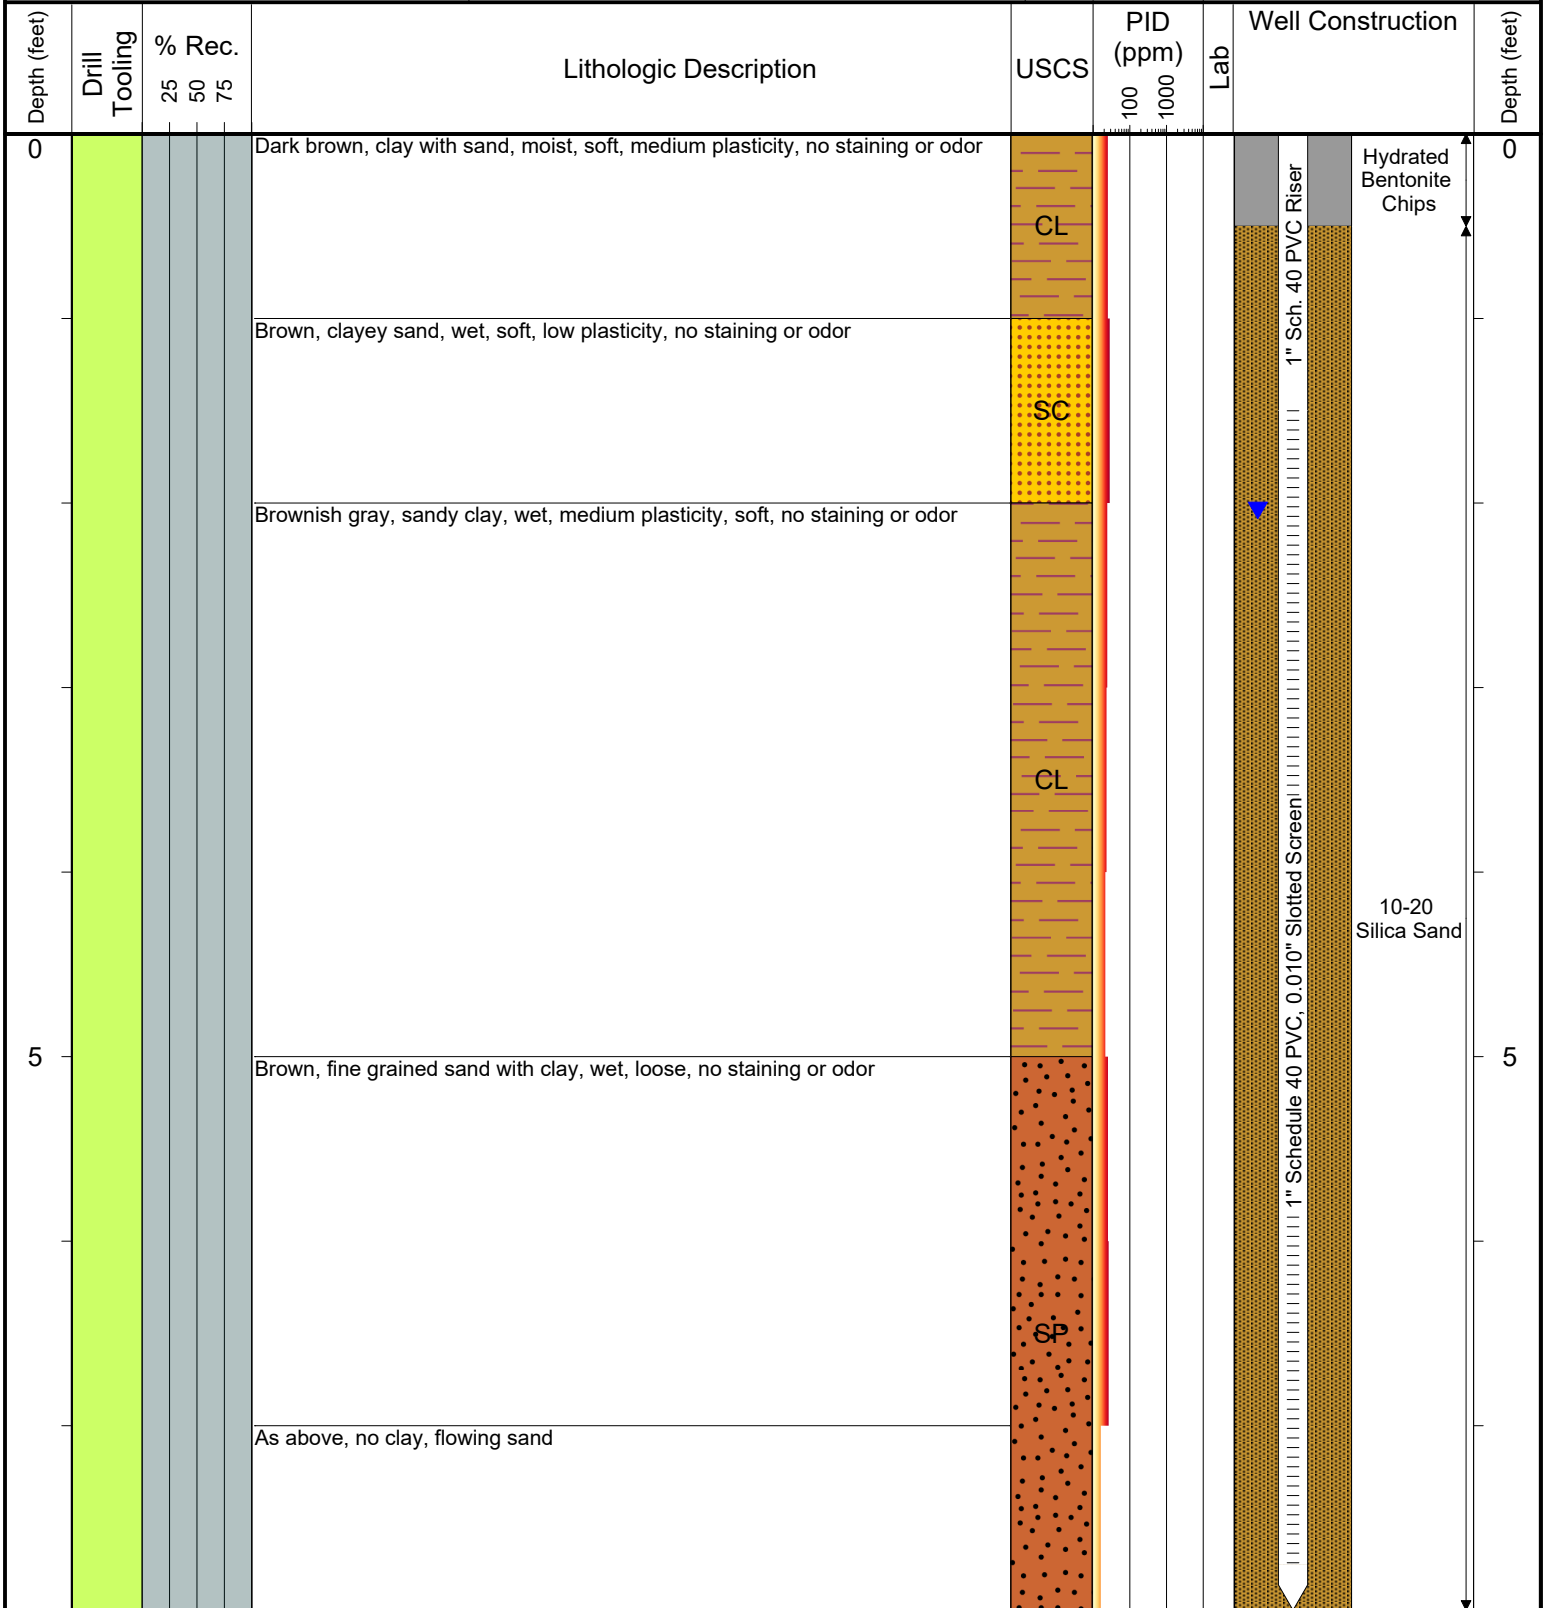 Depth (feet)
Drill
Tooling
% Rec.
25 50 75
Lithologic Description
USCS
PID
(ppm)
100 1000
Lab
Well Construction
Depth (feet)
0
Dark brown, clay with sand, moist, soft, medium plasticity, no staining or odor
CL
1" Sch. 40 PVC Riser
Hydrated
Bentonite
Chips
0
Brown, clayey sand, wet, soft, low plasticity, no staining or odor
SC
Brownish gray, sandy clay, wet, medium plasticity, soft, no staining or odor
CL
1" Schedule 40 PVC, 0.010" Slotted Screen
10-20
Silica Sand
5
Brown, fine grained sand with clay, wet, loose, no staining or odor
5
SP
As above, no clay, flowing sand